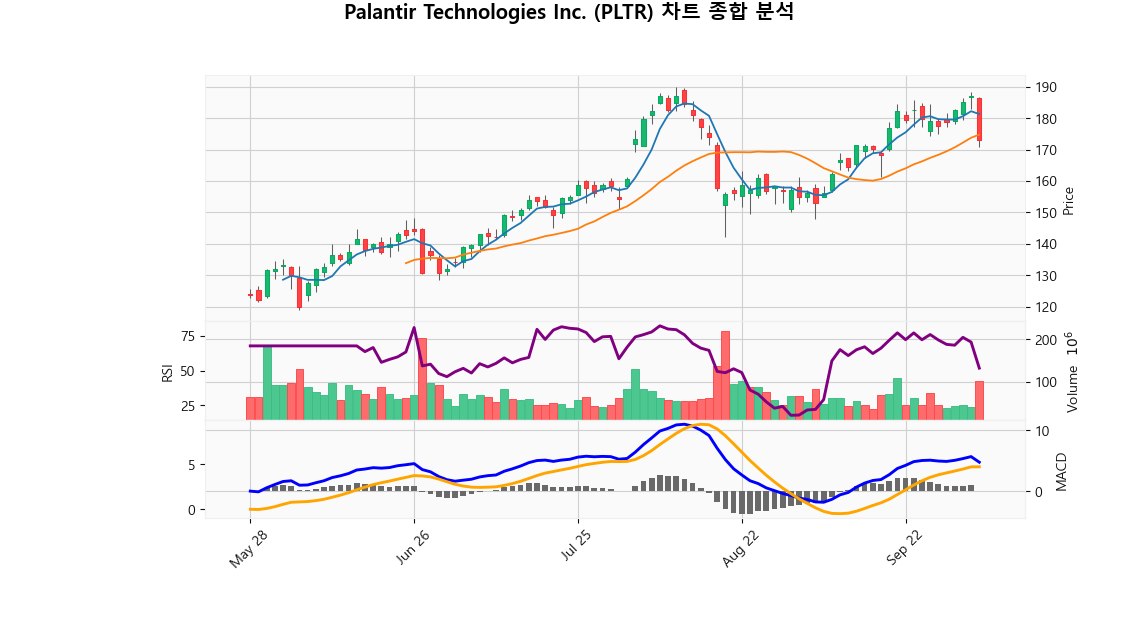 Palantir Technologies Inc. (PLTR) 차트 종합 분석
190
180
170
160
150
140
130
120
Price
75
50
25
RSI
200
100
Volume 10⁶
5
0
10
0
MACD
May 28
Jun 26
Jul 25
Aug 22
Sep 22